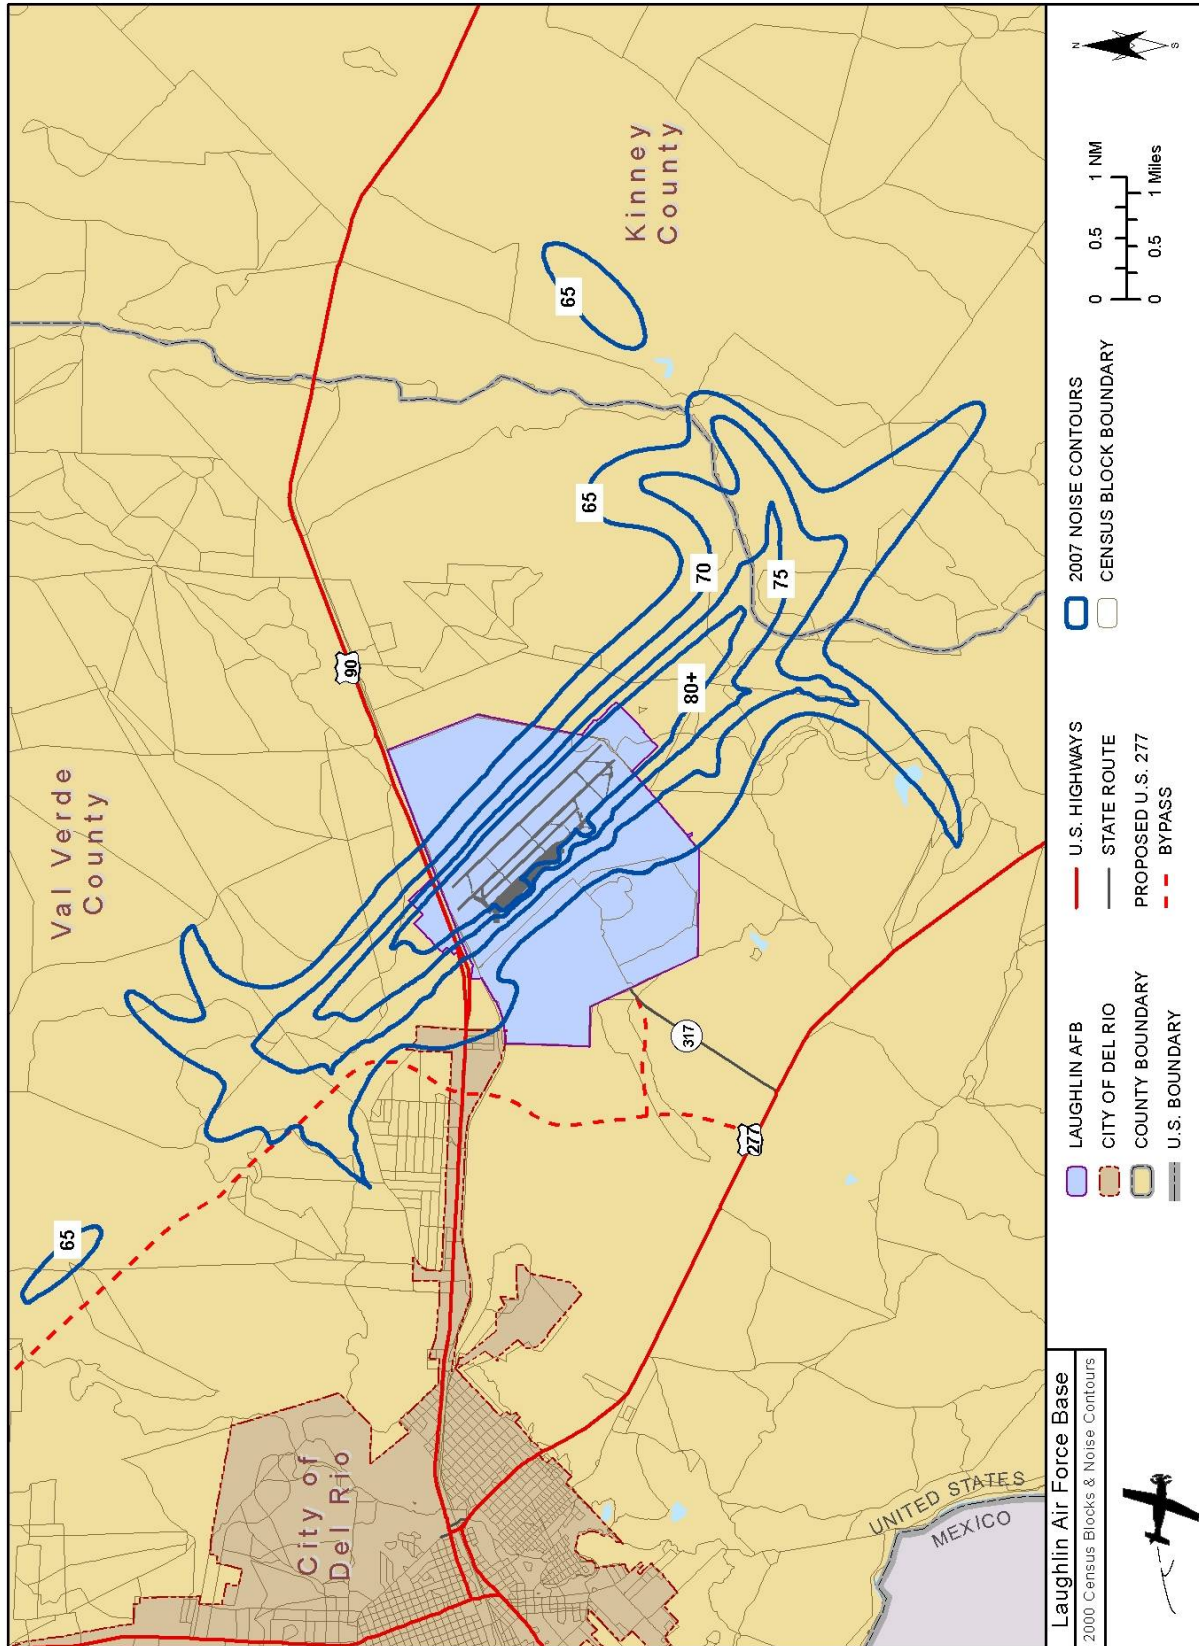 Val Verde
County
Kinney
County
City of
Del Rio
65
65
65
70
75
80+
90
277
317
UNITED STATES
MEXICO
Laughlin Air Force Base
2000 Census Blocks & Noise Contours
LAUGHLIN AFB
CITY OF DEL RIO
COUNTY BOUNDARY
U.S. BOUNDARY
U.S. HIGHWAYS
STATE ROUTE
PROPOSED U.S. 277
BYPASS
2007 NOISE CONTOURS
CENSUS BLOCK BOUNDARY
0 0.5 1 NM
0 0.5 1 Miles
N
S